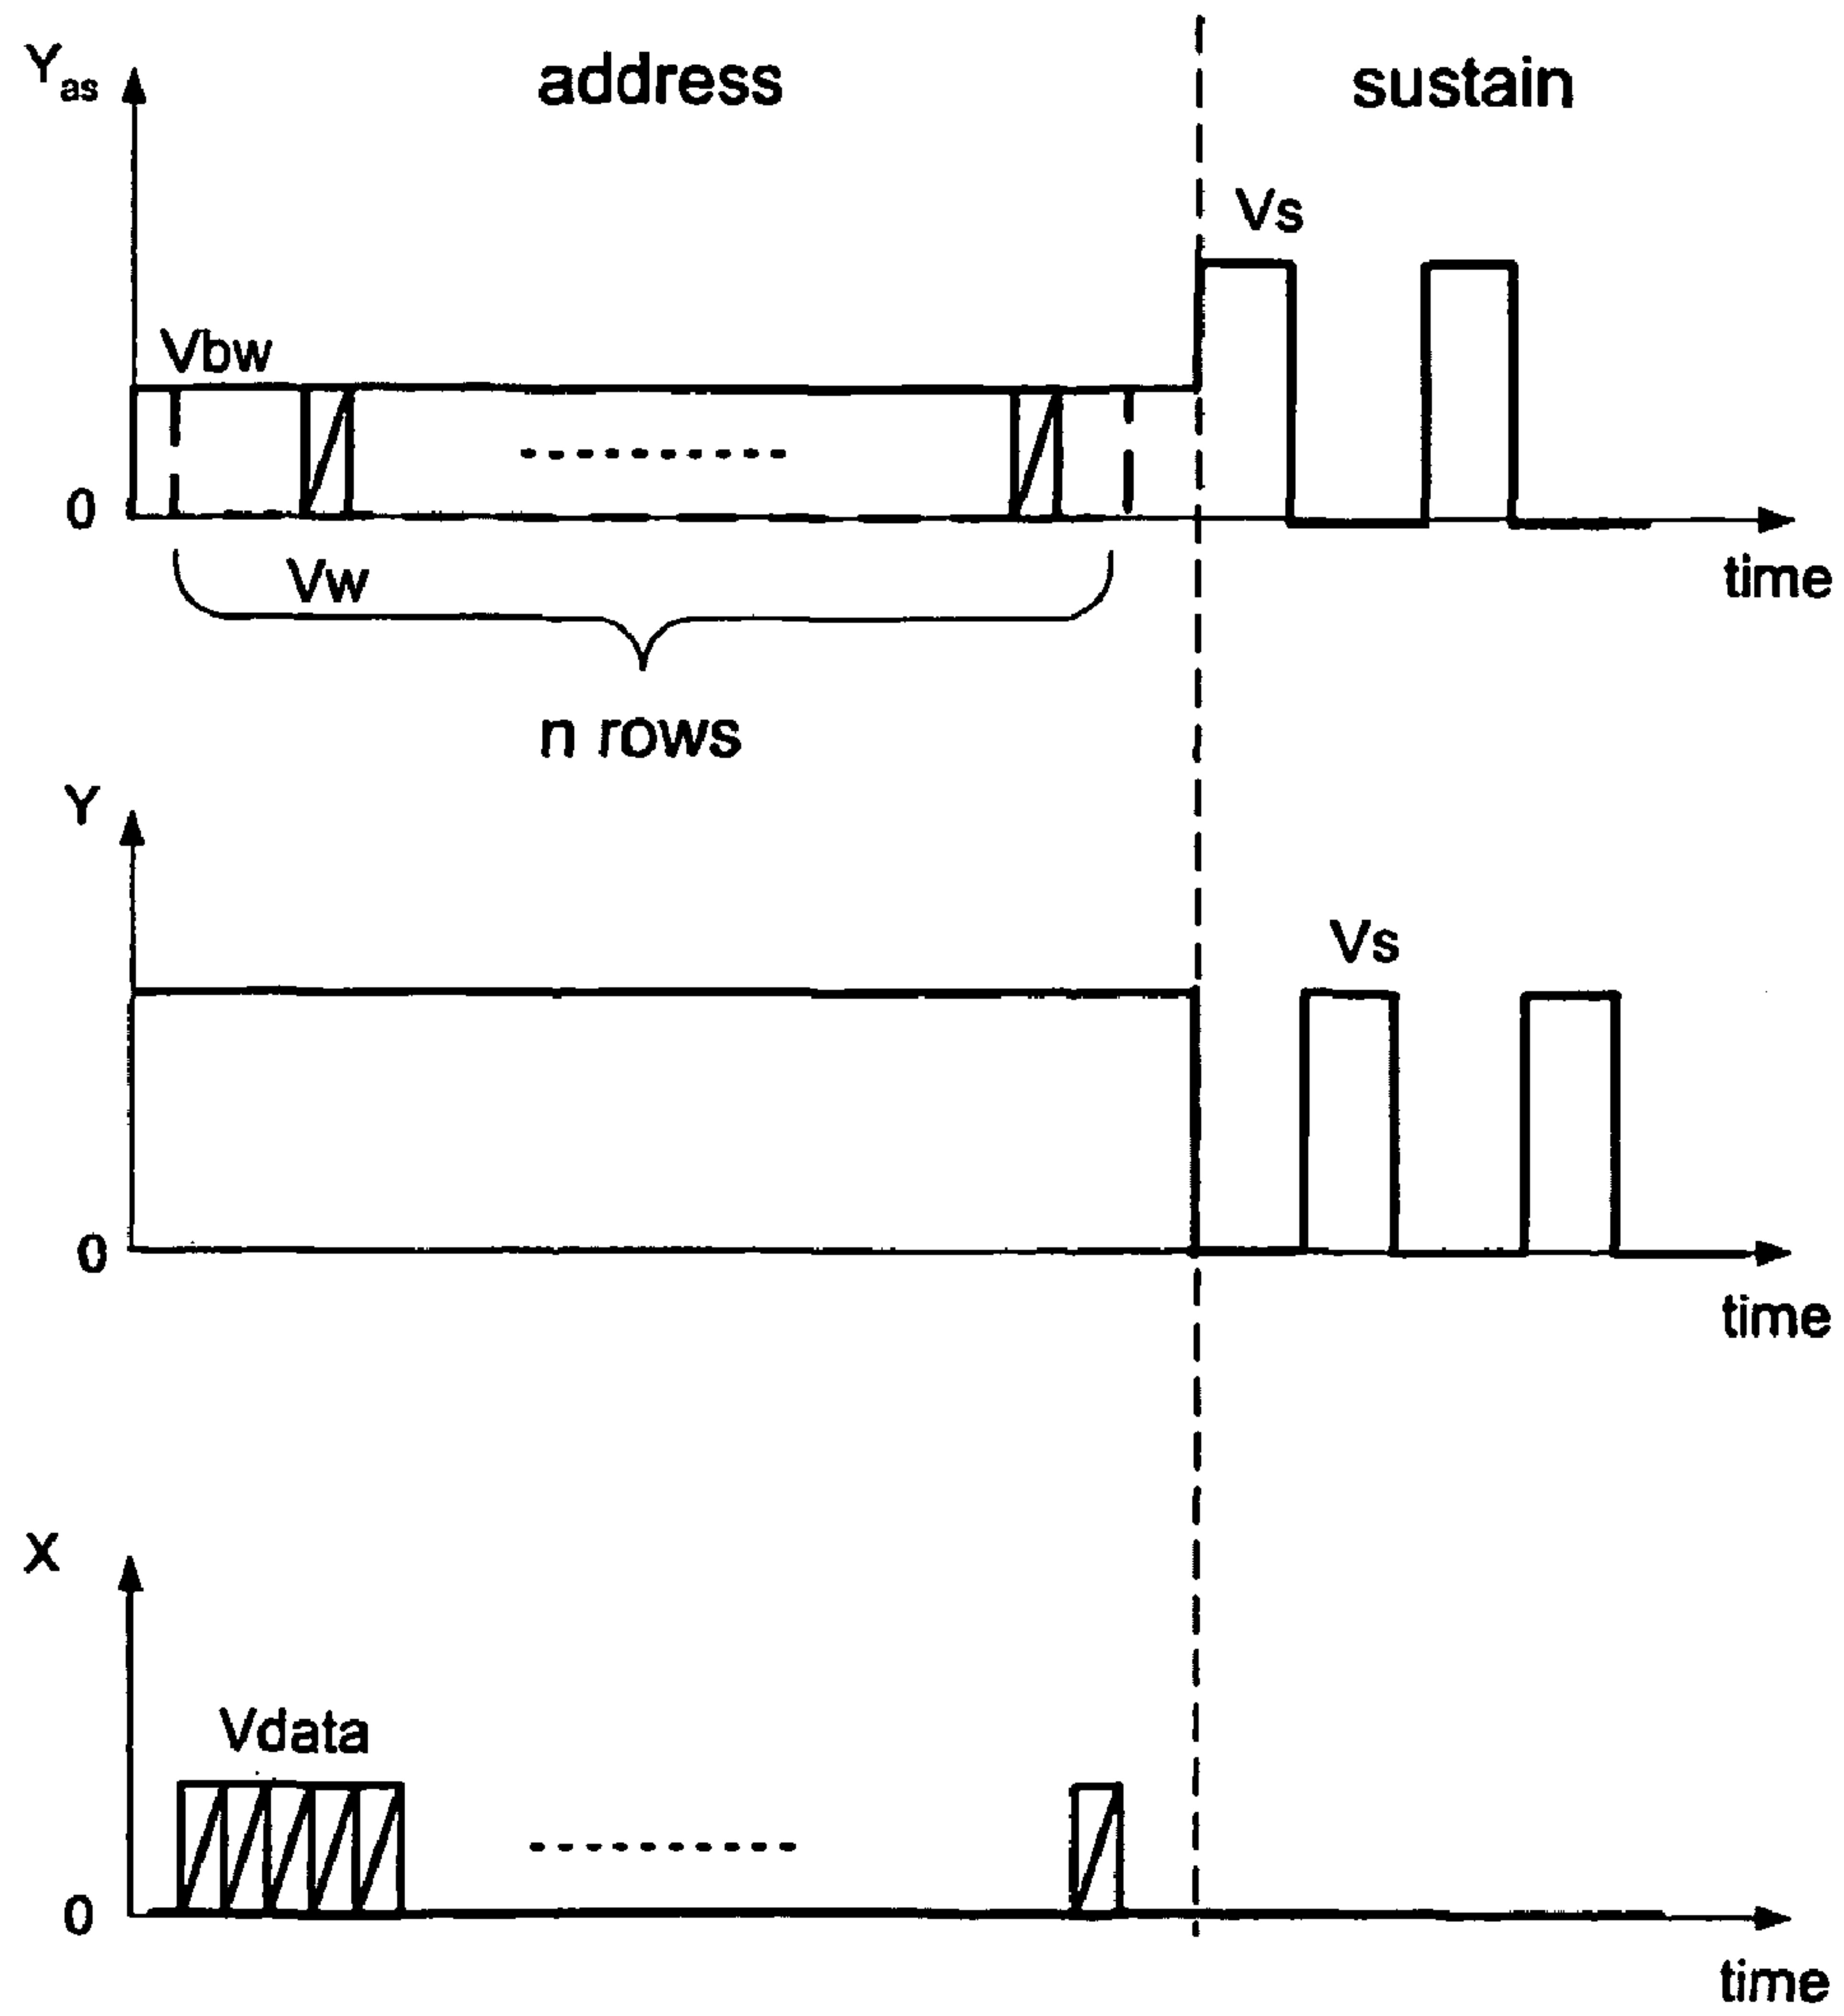 Yas
address
sustain
Vs
Vbw
0
Vw
time
n rows
Y
Vs
0
time
X
Vdata
0
time